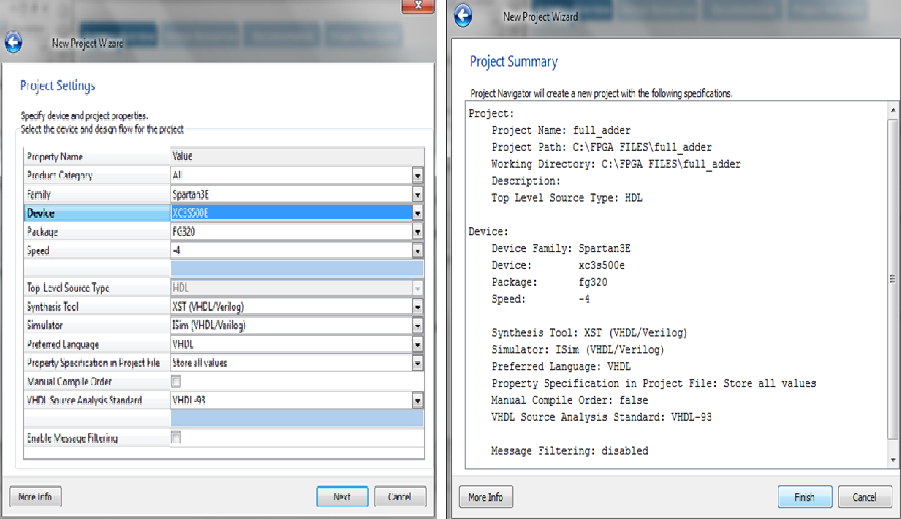 New Project Wizard
Project Settings
Specify device and project properties.
Select the device and design flow for the project
Property Name Value
Product Category All
Family Spartan3E
Device XC3S500E
Package FG320
Speed -4
Top-Level Source Type HDL
Synthesis Tool XST (VHDL/Verilog)
Simulator ISim (VHDL/Verilog)
Preferred Language VHDL
Property Specification in Project File Store all values
Manual Compile Order
VHDL Source Analysis Standard VHDL-93
Enable Message Filtering
More Info Next Cancel
New Project Wizard
Project Summary
Project Navigator will create a new project with the following specifications.
Project:
Project Name: full_adder
Project Path: C:\FPGA FILES\full_adder
Working Directory: C:\FPGA FILES\full_adder
Description:
Top Level Source Type: HDL
Device:
Device Family: Spartan3E
Device: xc3s500e
Package: fg320
Speed: -4
Synthesis Tool: XST (VHDL/Verilog)
Simulator: ISim (VHDL/Verilog)
Preferred Language: VHDL
Property Specification in Project File: Store all values
Manual Compile Order: false
VHDL Source Analysis Standard: VHDL-93
Message Filtering: disabled
More Info Finish Cancel